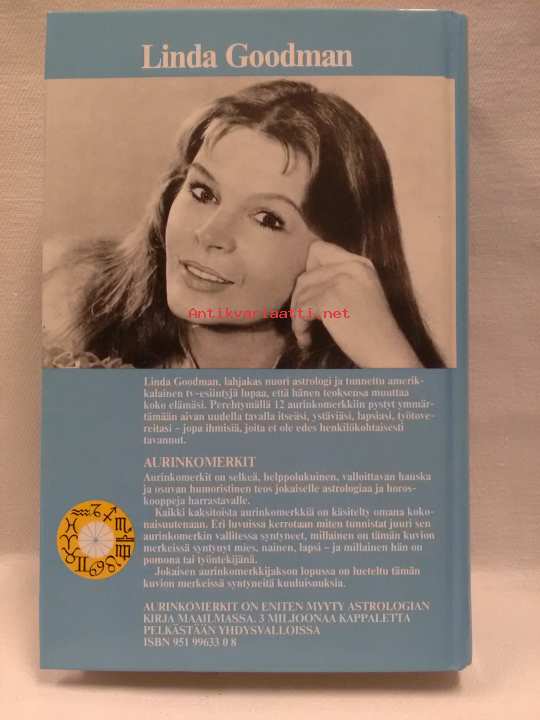 Linda Goodman
Antikvariaatti.net
Linda Goodman, lahjakas nuori astrologi ja tunnettu amerik-
kalainen tv-esiintyjä lupaa, että hänen teoksensa muuttaa
koko elämäsi. Perehtymällä 12 aurinkomerkkiin pystyt ymmär-
tämään aivan uudella tavalla itseäsi, ystäviäsi, lapsiasi, työtove-
reitasi – jopa ihmisiä, joita et ole edes henkilökohtaisesti
tavannut.
AURINKOMERKIT
Aurinkomerkit on selkeä, helppolukuinen, valloittavan hauska
ja osuvan humoristinen teos jokaiselle astrologiaa ja horos-
kooppeja harrastavalle.
Kaikki kaksitoista aurinkomerkkiä on käsitelty omana koko-
naisuutenaan. Eri luvuissa kerrotaan miten tunnistat juuri sen
aurinkomerkin vallitessa syntyneet, millainen on tämän kuvion
merkeissä syntynyt mies, nainen, lapsi – ja millainen hän on
pomona tai työntekijänä.
Jokaisen aurinkomerkkijakson lopussa on lueteltu tämän
kuvion merkeissä syntyneitä kuuluisuuksia.
AURINKOMERKIT ON ENITEN MYYTY ASTROLOGIAN
KIRJA MAAILMASSA. 3 MILJOONAA KAPPALETTA
PELKÄSTÄÄN YHDYSVALLOISSA
ISBN 951 99633 0 8